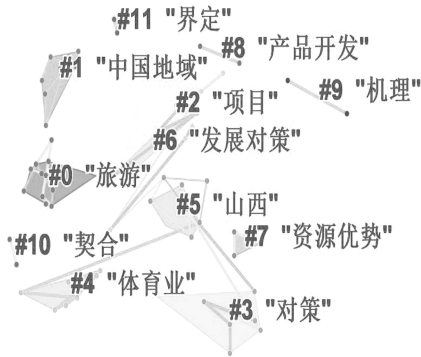 #11 "界定"
#8 "产品开发"
#1 "中国地域"
#9 "机理"
#2 "项目"
#6 "发展对策"
#0 "旅游"
#5 "山西"
#7 "资源优势"
#10 "契合"
#4 "体育业"
#3 "对策"